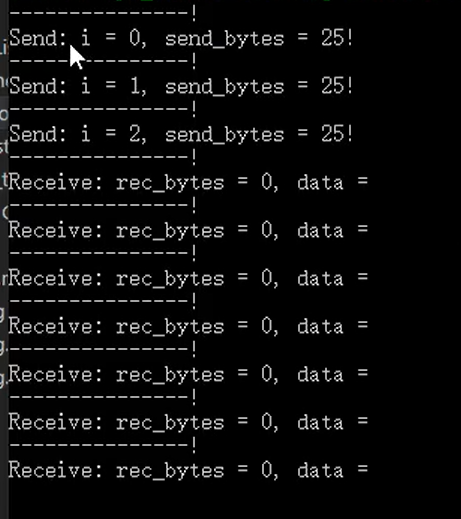 ---------------!
Send: i = 0, send_bytes = 25!
---------------!
Send: i = 1, send_bytes = 25!
---------------!
Send: i = 2, send_bytes = 25!
---------------!
Receive: rec_bytes = 0, data =
---------------!
Receive: rec_bytes = 0, data =
---------------!
Receive: rec_bytes = 0, data =
---------------!
Receive: rec_bytes = 0, data =
---------------!
Receive: rec_bytes = 0, data =
---------------!
Receive: rec_bytes = 0, data =
---------------!
Receive: rec_bytes = 0, data =